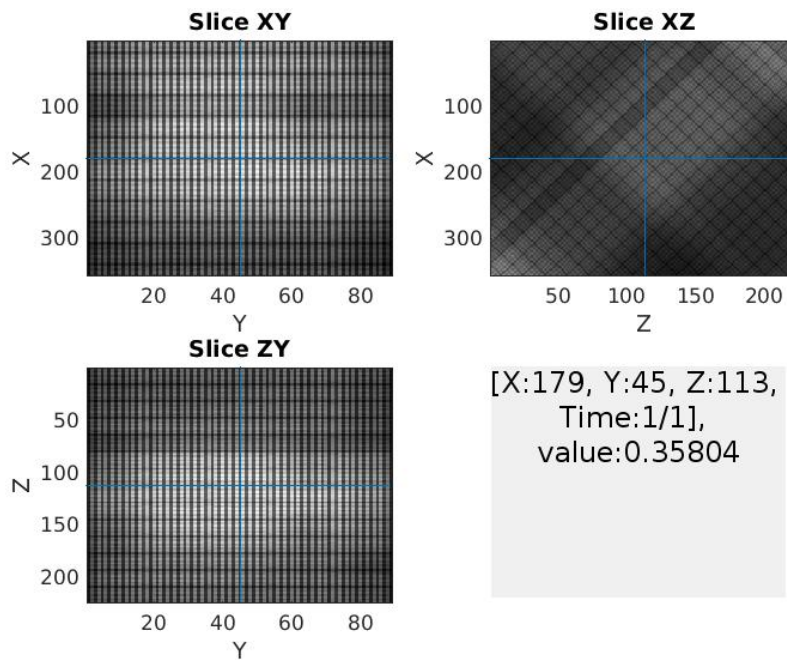 Slice XY
X
100
200
300
20 40 60 80
Y
Slice XZ
X
100
200
300
50 100 150 200
Z
Slice ZY
Z
50
100
150
200
20 40 60 80
Y
[X:179, Y:45, Z:113,
Time:1/1],
value:0.35804